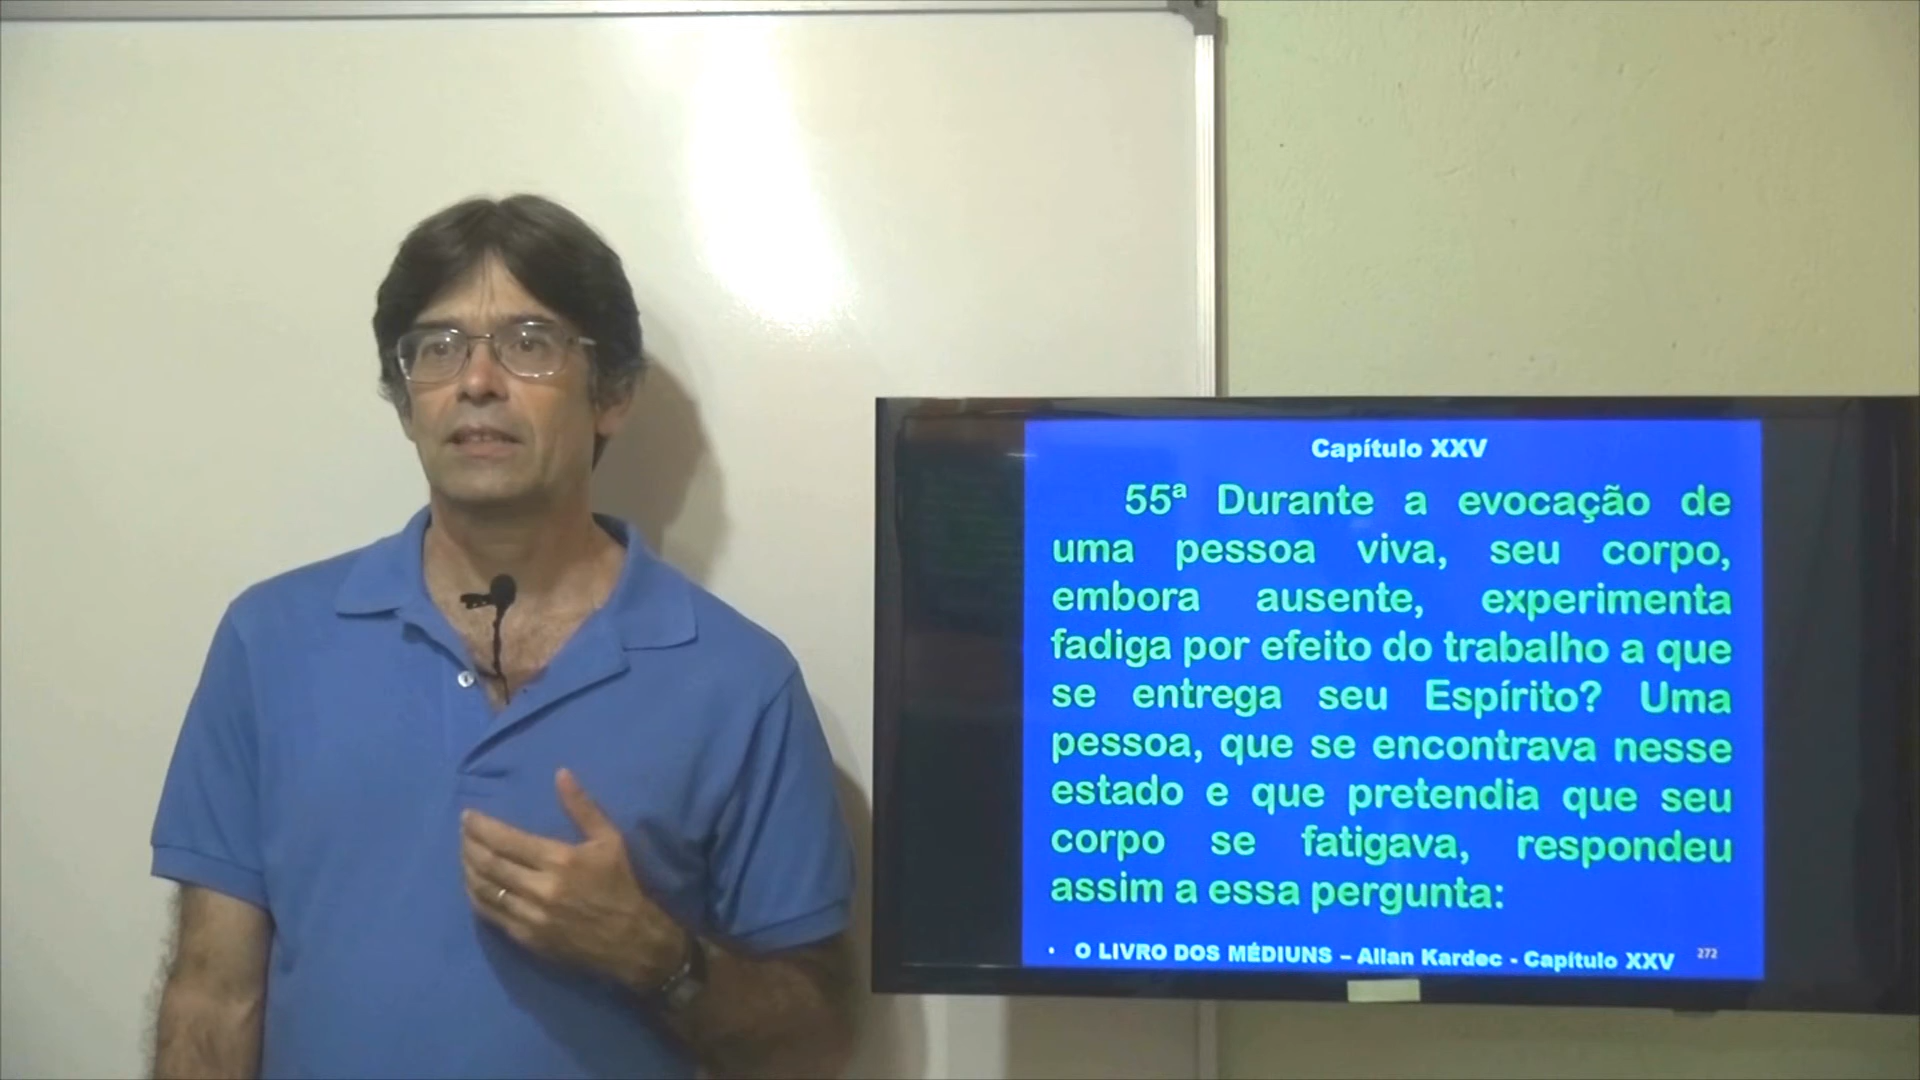 Capítulo XXV
55ª Durante a evocação de
uma pessoa viva, seu corpo,
embora ausente, experimenta
fadiga por efeito do trabalho a que
se entrega seu Espírito? Uma
pessoa, que se encontrava nesse
estado e que pretendia que seu
corpo se fatigava, respondeu
assim a essa pergunta:
• O LIVRO DOS MÉDIUNS – Allan Kardec - Capítulo XXV 272